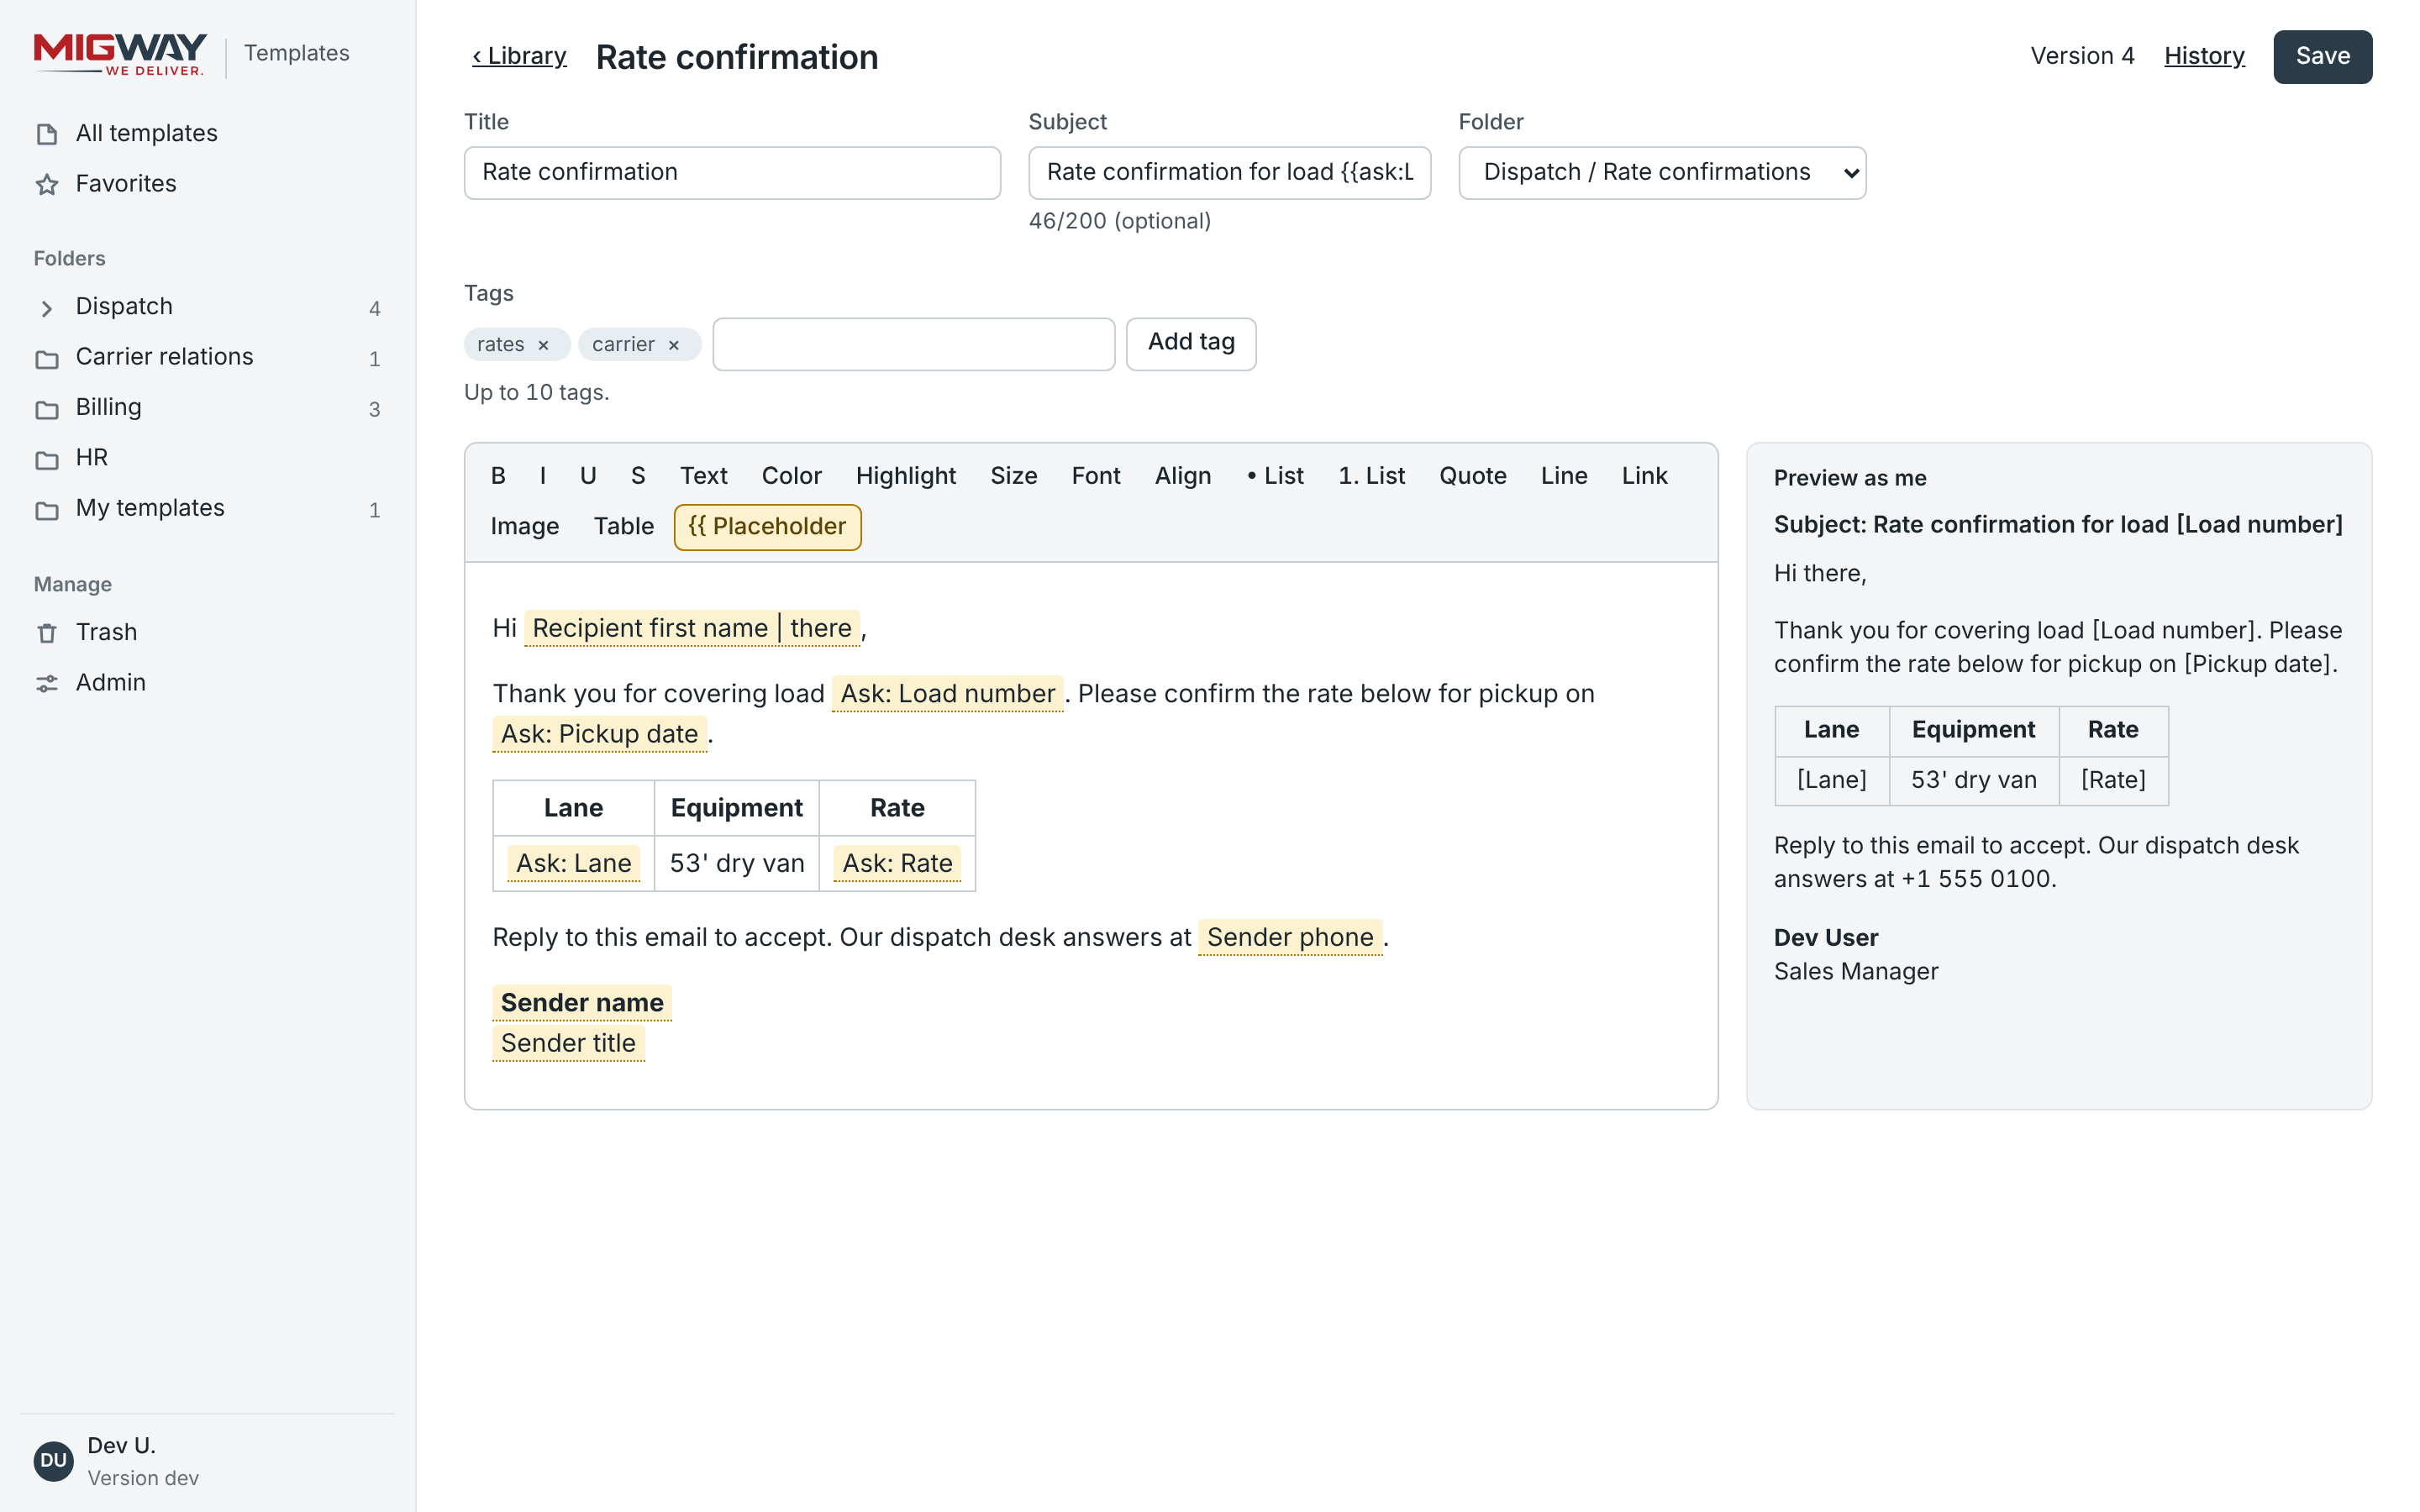 MIGWAY
WE DELIVER.
Templates
All templates
Favorites
Folders
Dispatch 4
Carrier relations 1
Billing 3
HR
My templates 1
Manage
Trash
Admin
DU
Dev U.
Version dev
‹ Library
Rate confirmation
Version 4
History
Save
Title
Rate confirmation
Subject
Rate confirmation for load {{ask:L
46/200 (optional)
Folder
Dispatch / Rate confirmations
Tags
rates ×
carrier ×
Add tag
Up to 10 tags.
B I U S Text Color Highlight Size Font Align • List 1. List Quote Line Link
Image Table {{ Placeholder
Hi Recipient first name | there ,
Thank you for covering load Ask: Load number . Please confirm the rate below for pickup on
Ask: Pickup date .
Lane Equipment Rate
Ask: Lane 53' dry van Ask: Rate
Reply to this email to accept. Our dispatch desk answers at Sender phone .
Sender name
Sender title
Preview as me
Subject: Rate confirmation for load [Load number]
Hi there,
Thank you for covering load [Load number]. Please
confirm the rate below for pickup on [Pickup date].
Lane Equipment Rate
[Lane] 53' dry van [Rate]
Reply to this email to accept. Our dispatch desk
answers at +1 555 0100.
Dev User
Sales Manager